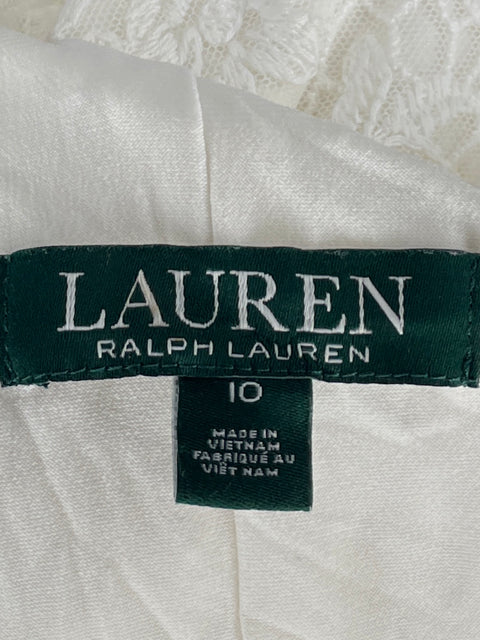 LAUREN
RALPH LAUREN
10
MADE IN
VIETNAM
FABRIQUÉ AU
VIÊT NAM